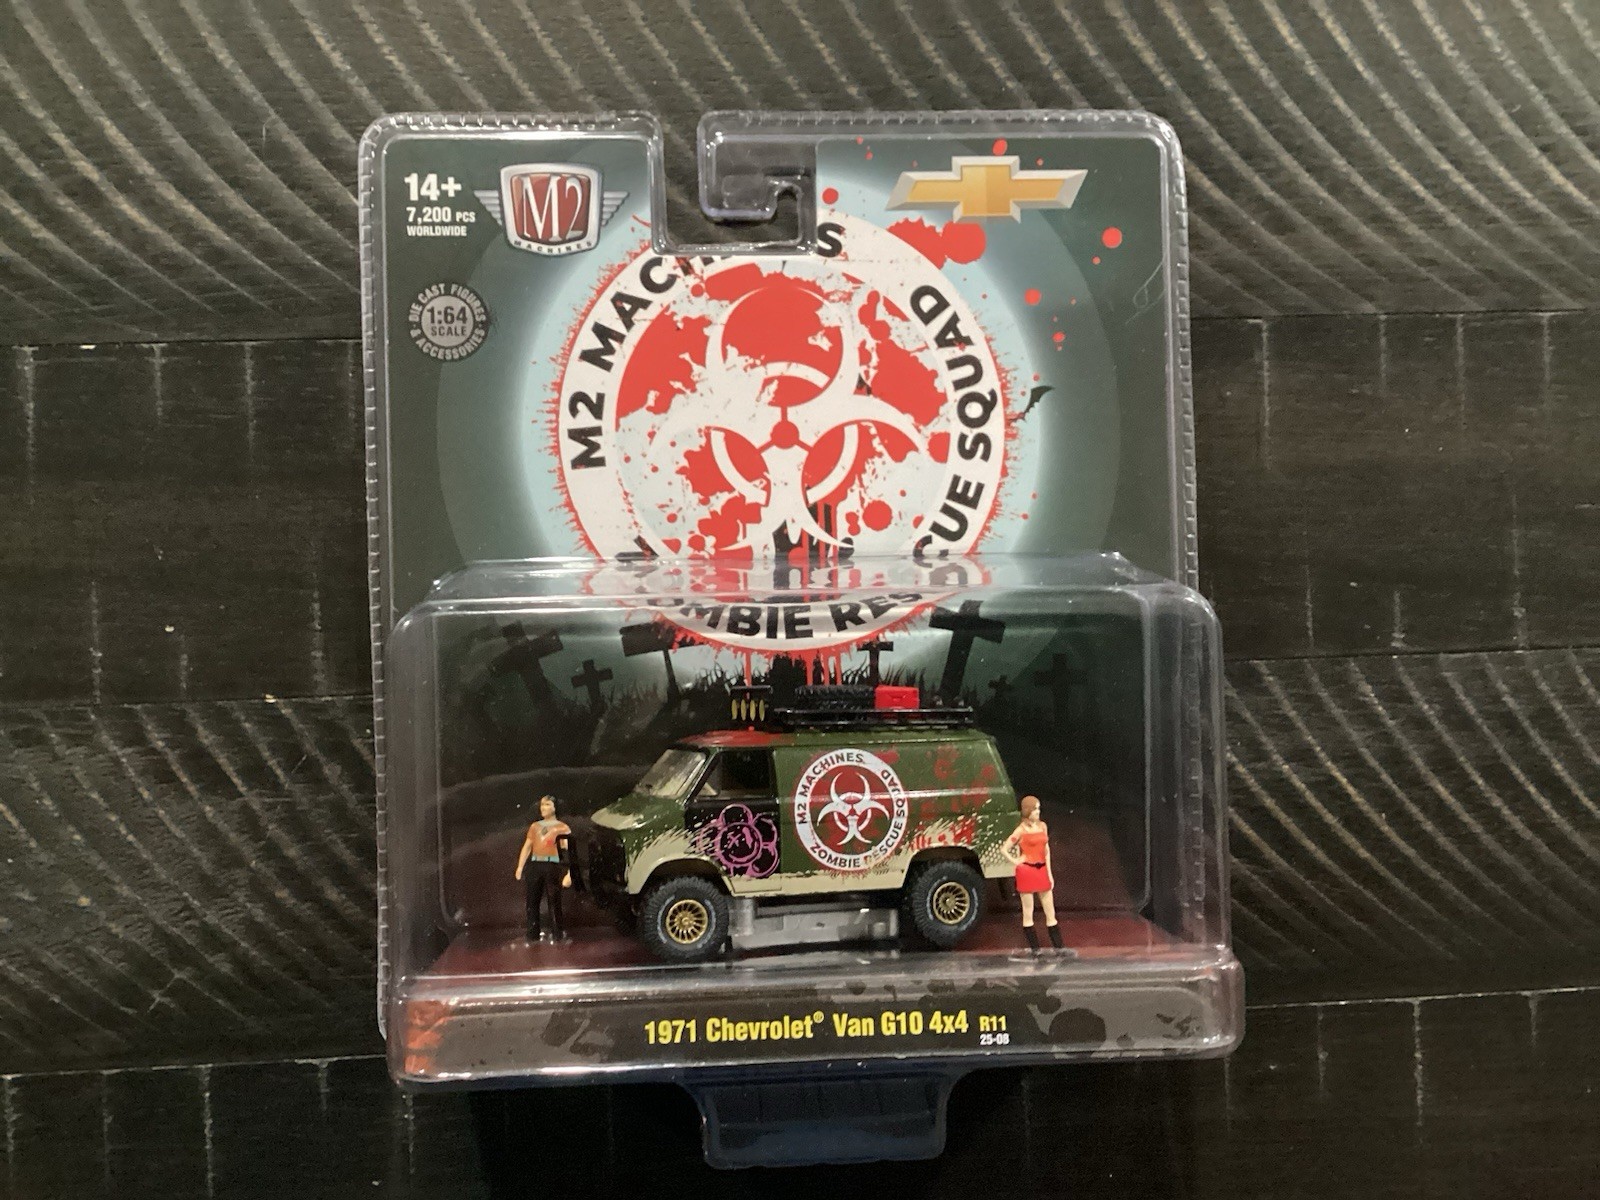 14+
7,200 PCS
WORLDWIDE
M2
MACHINES
DIE CAST FIGURES
1:64
SCALE
& ACCESSORIES
M2 MACHINES
ZOMBIE RESCUE SQUAD
M2 MACHINES
ZOMBIE RESCUE SQUAD
1971 Chevrolet® Van G10 4x4 R11
25-08